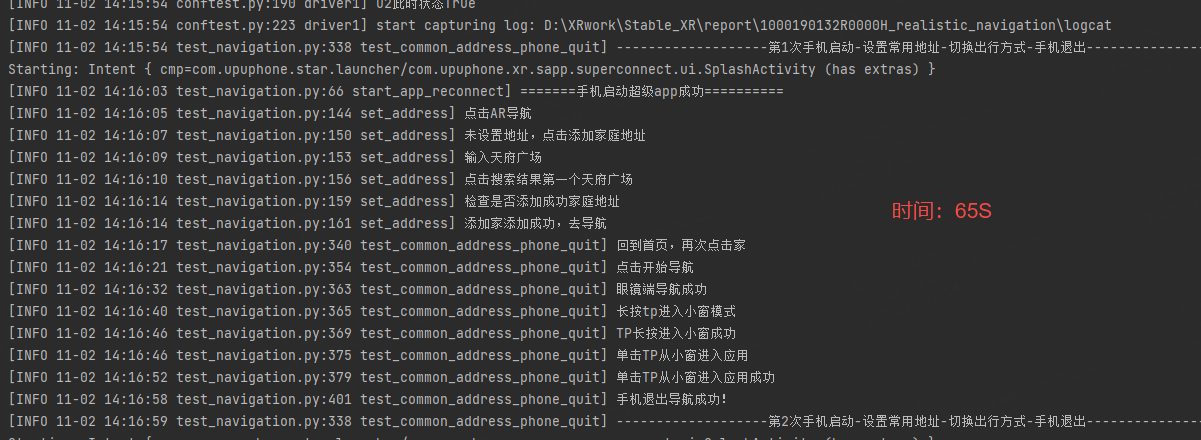 [INFO 11-02 14:15:54 conftest.py:190 driver1] U2此时状态True
[INFO 11-02 14:15:54 conftest.py:223 driver1] start capturing log: D:\XRwork\Stable_XR\report\1000190132R0000H_realistic_navigation\logcat
[INFO 11-02 14:15:54 test_navigation.py:338 test_common_address_phone_quit] -------------------第1次手机启动-设置常用地址-切换出行方式-手机退出---------------
Starting: Intent { cmp=com.upuphone.star.launcher/com.upuphone.xr.sapp.superconnect.ui.SplashActivity (has extras) }
[INFO 11-02 14:16:03 test_navigation.py:66 start_app_reconnect] =======手机启动超级app成功==========
[INFO 11-02 14:16:05 test_navigation.py:144 set_address] 点击AR导航
[INFO 11-02 14:16:07 test_navigation.py:150 set_address] 未设置地址，点击添加家庭地址
[INFO 11-02 14:16:09 test_navigation.py:153 set_address] 输入天府广场
[INFO 11-02 14:16:10 test_navigation.py:156 set_address] 点击搜索结果第一个天府广场
[INFO 11-02 14:16:14 test_navigation.py:159 set_address] 检查是否添加成功家庭地址
[INFO 11-02 14:16:14 test_navigation.py:161 set_address] 添加家添加成功，去导航
时间：65S
[INFO 11-02 14:16:17 test_navigation.py:340 test_common_address_phone_quit] 回到首页，再次点击家
[INFO 11-02 14:16:21 test_navigation.py:354 test_common_address_phone_quit] 点击开始导航
[INFO 11-02 14:16:32 test_navigation.py:363 test_common_address_phone_quit] 眼镜端导航成功
[INFO 11-02 14:16:40 test_navigation.py:365 test_common_address_phone_quit] 长按tp进入小窗模式
[INFO 11-02 14:16:46 test_navigation.py:369 test_common_address_phone_quit] TP长按进入小窗成功
[INFO 11-02 14:16:46 test_navigation.py:375 test_common_address_phone_quit] 单击TP从小窗进入应用
[INFO 11-02 14:16:52 test_navigation.py:379 test_common_address_phone_quit] 单击TP从小窗进入应用成功
[INFO 11-02 14:16:58 test_navigation.py:401 test_common_address_phone_quit] 手机退出导航成功!
[INFO 11-02 14:16:59 test_navigation.py:338 test_common_address_phone_quit] -------------------第2次手机启动-设置常用地址-切换出行方式-手机退出---------------